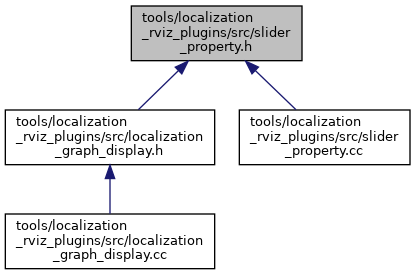 tools/localization
_rviz_plugins/src/slider
_property.h
tools/localization
_rviz_plugins/src/localization
_graph_display.h
tools/localization
_rviz_plugins/src/slider
_property.cc
tools/localization
_rviz_plugins/src/localization
_graph_display.cc